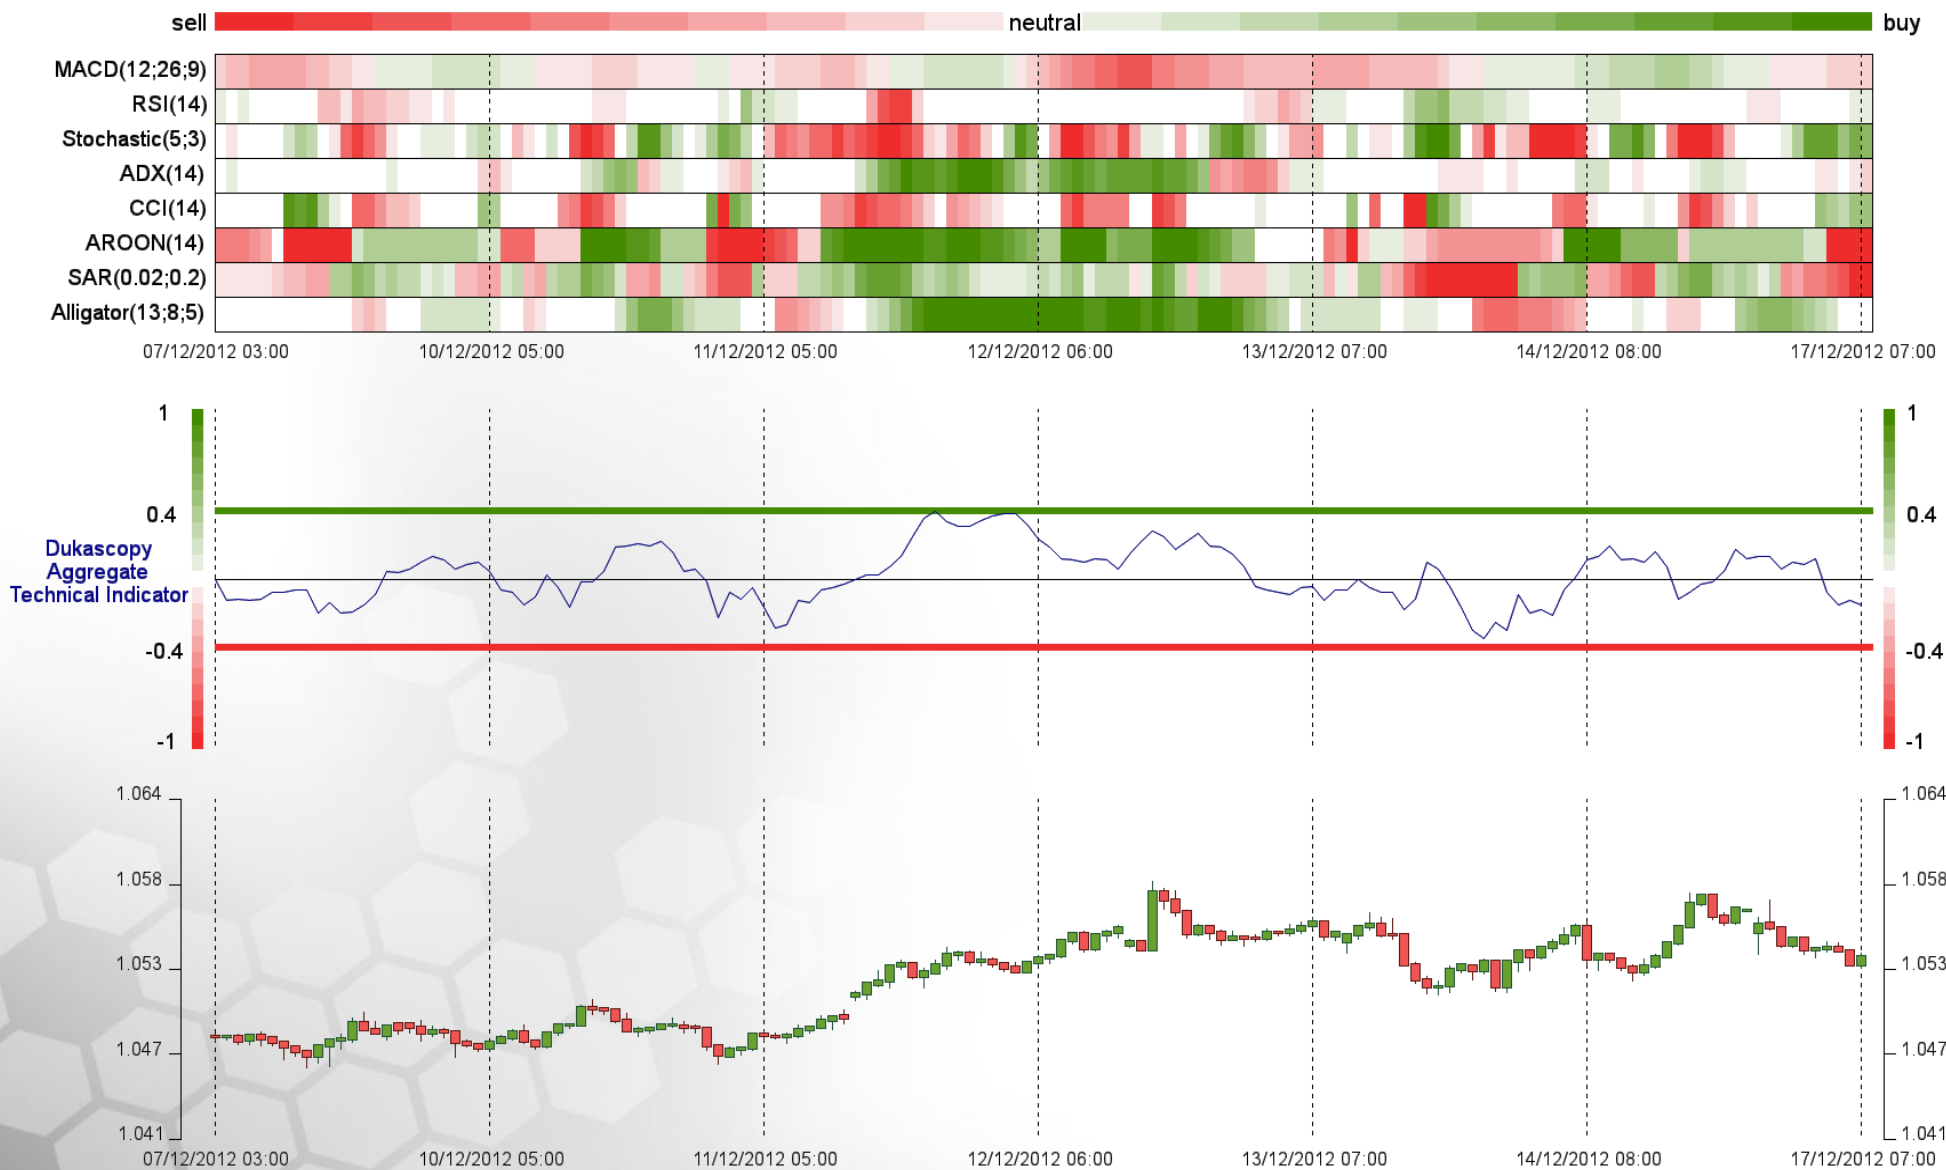 sell neutral buy
MACD(12;26;9)
RSI(14)
Stochastic(5;3)
ADX(14)
CCI(14)
AROON(14)
SAR(0.02;0.2)
Alligator(13;8;5)
07/12/2012 03:00 10/12/2012 05:00 11/12/2012 05:00 12/12/2012 06:00 13/12/2012 07:00 14/12/2012 08:00 17/12/2012 07:00
1 1
0.4 0.4
Dukascopy
Aggregate
Technical Indicator
-0.4 -0.4
-1 -1
1.064 1.064
1.058 1.058
1.053 1.053
1.047 1.047
1.041 1.041
07/12/2012 03:00 10/12/2012 05:00 11/12/2012 05:00 12/12/2012 06:00 13/12/2012 07:00 14/12/2012 08:00 17/12/2012 07:00